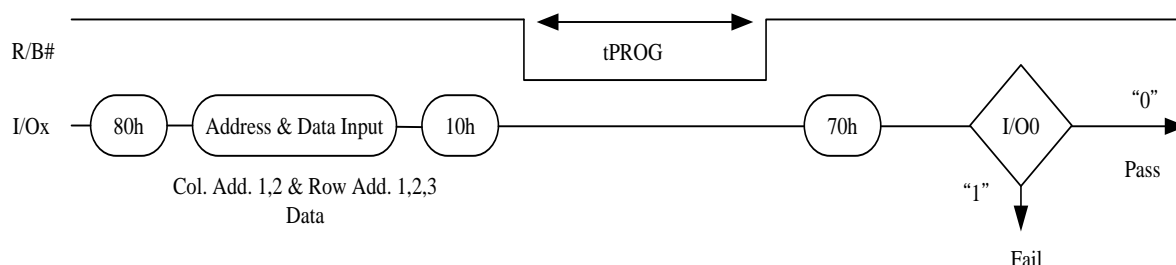 R/B#
tPROG
I/Ox
80h
Address & Data Input
10h
70h
I/O0
“0”
Pass
Col. Add. 1,2 & Row Add. 1,2,3
Data
“1”
Fail